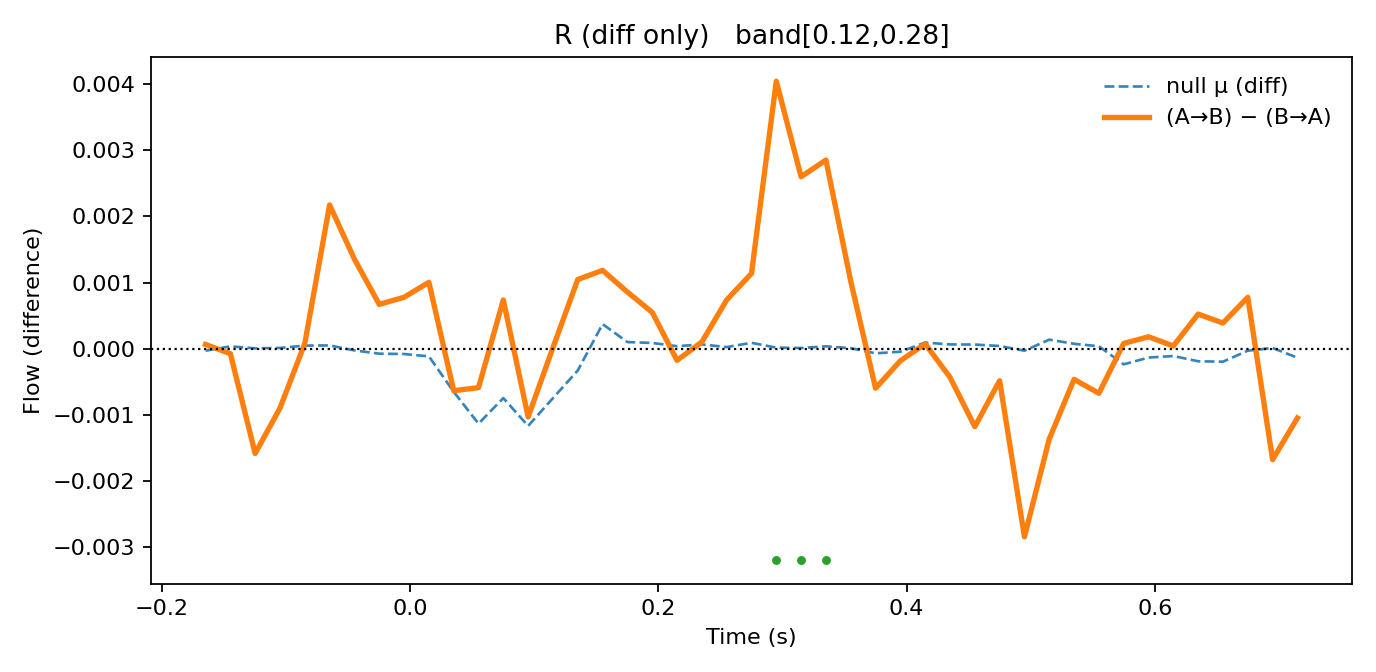 R (diff only)   band[0.12,0.28]
null μ (diff)
(A→B) − (B→A)
Flow (difference)
0.004
0.003
0.002
0.001
0.000
−0.001
−0.002
−0.003
−0.2
0.0
0.2
0.4
0.6
Time (s)